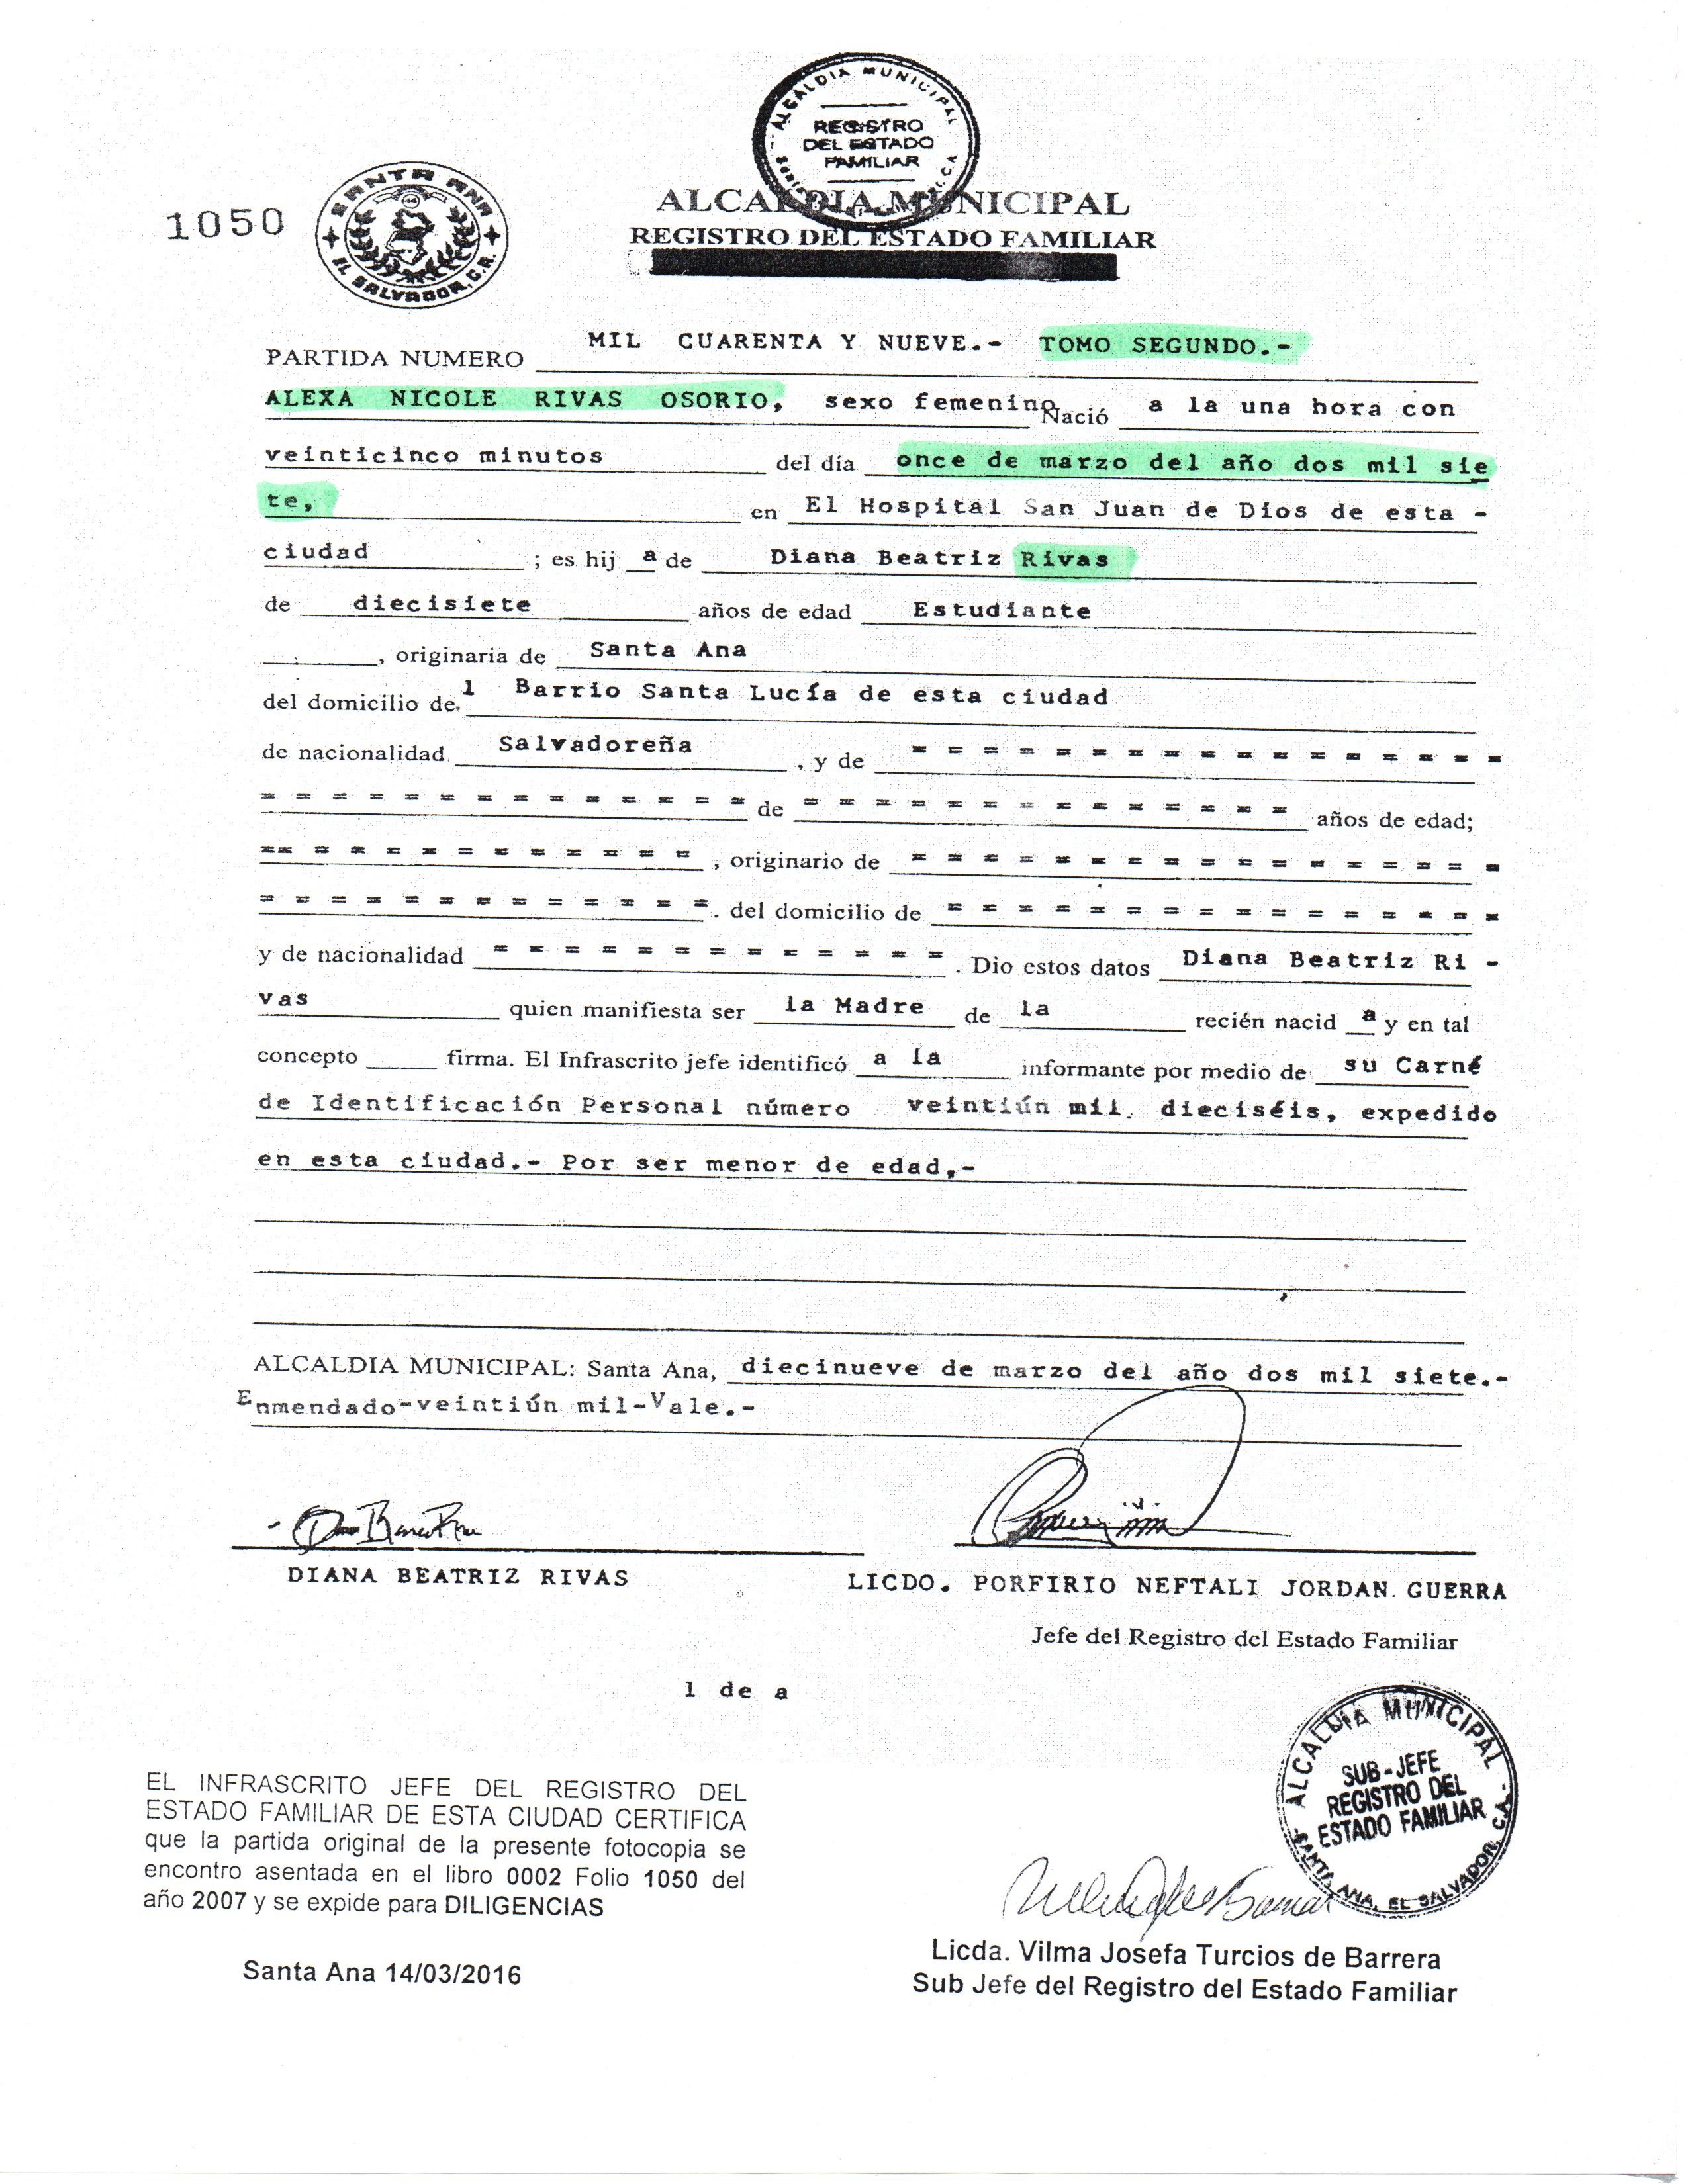 ALCALDIA MUNICIPAL
REGISTRO
DEL ESTADO
FAMILIAR
1050
SANTA ANA
EL SALVADOR, C.A.
ALCALDIA MUNICIPAL
REGISTRO DEL ESTADO FAMILIAR
PARTIDA NUMERO MIL CUARENTA Y NUEVE.- TOMO SEGUNDO.-
ALEXA NICOLE RIVAS OSORIO, sexo femenino Nació a la una hora con
veinticinco minutos del día once de marzo del año dos mil sie
te, en El Hospital San Juan de Dios de esta -
ciudad ; es hij a de Diana Beatriz Rivas
de diecisiete años de edad Estudiante
, originaria de Santa Ana
del domicilio de l Barrio Santa Lucía de esta ciudad
de nacionalidad Salvadoreña , y de = = = = = = = = = = = = = = = = =
= = = = = = = = = = = = = = de = = = = = = = = = = = = = = años de edad;
== = = = = = = = = = = = , originario de = = = = = = = = = = = = = = = = =
= = = = = = = = = = = = = . del domicilio de = = = = = = = = = = = = = = = =
y de nacionalidad = = = = = = = = = = = = = . Dio estos datos Diana Beatriz Ri -
vas quien manifiesta ser la Madre de la recién nacid a y en tal
concepto firma. El Infrascrito jefe identificó a la informante por medio de su Carné
de Identificación Personal número veintiún mil dieciséis, expedido
en esta ciudad.- Por ser menor de edad,-
ALCALDIA MUNICIPAL: Santa Ana, diecinueve de marzo del año dos mil siete.-
Enmendado-veintiún mil-Vale.-
DIANA BEATRIZ RIVAS
LICDO. PORFIRIO NEFTALI JORDAN GUERRA
Jefe del Registro del Estado Familiar
l de a
ALCALDIA MUNICIPAL
SUB-JEFE
REGISTRO DEL
ESTADO FAMILIAR
SANTA ANA, EL SALVADOR, C.A.
EL INFRASCRITO JEFE DEL REGISTRO DEL
ESTADO FAMILIAR DE ESTA CIUDAD CERTIFICA
que la partida original de la presente fotocopia se
encontro asentada en el libro 0002 Folio 1050 del
año 2007 y se expide para DILIGENCIAS
Santa Ana 14/03/2016
Licda. Vilma Josefa Turcios de Barrera
Sub Jefe del Registro del Estado Familiar